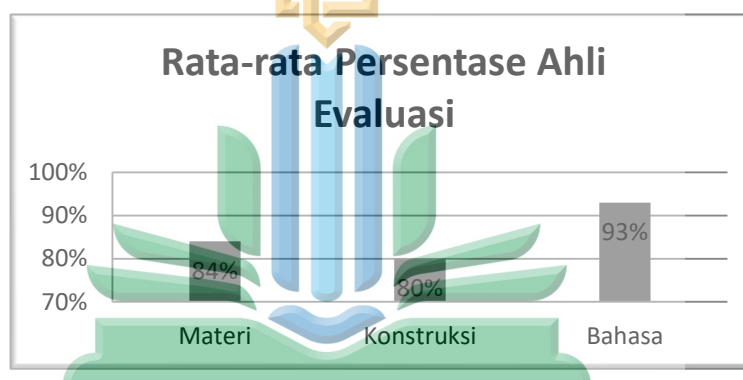 Rata-rata Persentase Ahli
Evaluasi
100%
90%
80%
70%
84%
80%
93%
Materi
Konstruksi
Bahasa